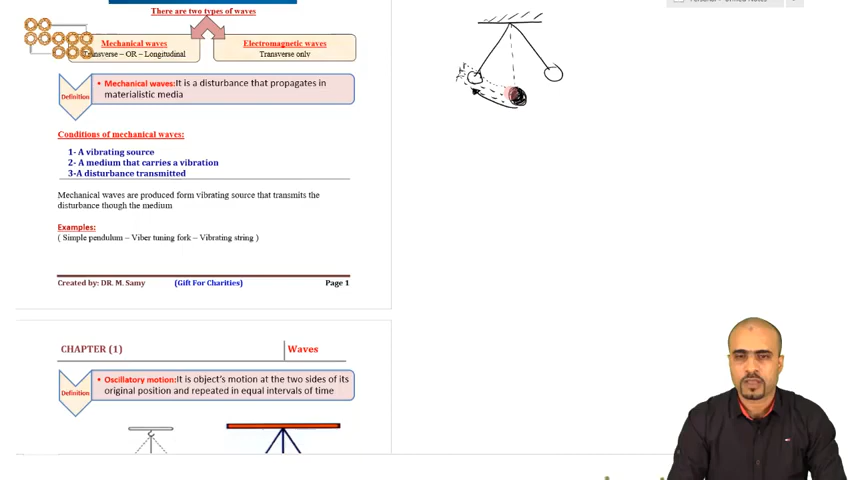 There are two types of waves
Mechanical waves
Transverse – OR – Longitudinal
Electromagnetic waves
Transverse only
Definition
• Mechanical waves:It is a disturbance that propagates in
materialistic media
Conditions of mechanical waves:
1- A vibrating source
2- A medium that carries a vibration
3-A disturbance transmitted
Mechanical waves are produced form vibrating source that transmits the
disturbance though the medium
Examples:
( Simple pendulum – Viber tuning fork – Vibrating string )
Created by: DR. M. Samy (Gift For Charities) Page 1
CHAPTER (1) Waves
Definition
• Oscillatory motion:It is object's motion at the two sides of its
original position and repeated in equal intervals of time